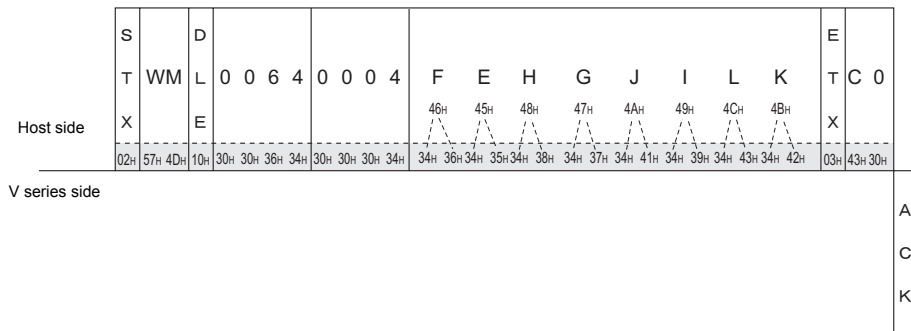 S D E
T WM L 0 0 6 4 0 0 0 4 F E H G J I L K T C 0
X E 46H 45H 48H 47H 4AH 49H 4CH 4BH X
Host side
02H 57H 4DH 10H 30H 30H 36H 34H 30H 30H 30H 34H 34H 36H 34H 35H 34H 38H 34H 37H 34H 41H 34H 39H 34H 43H 34H 42H 03H 43H 30H
V series side
A
C
K